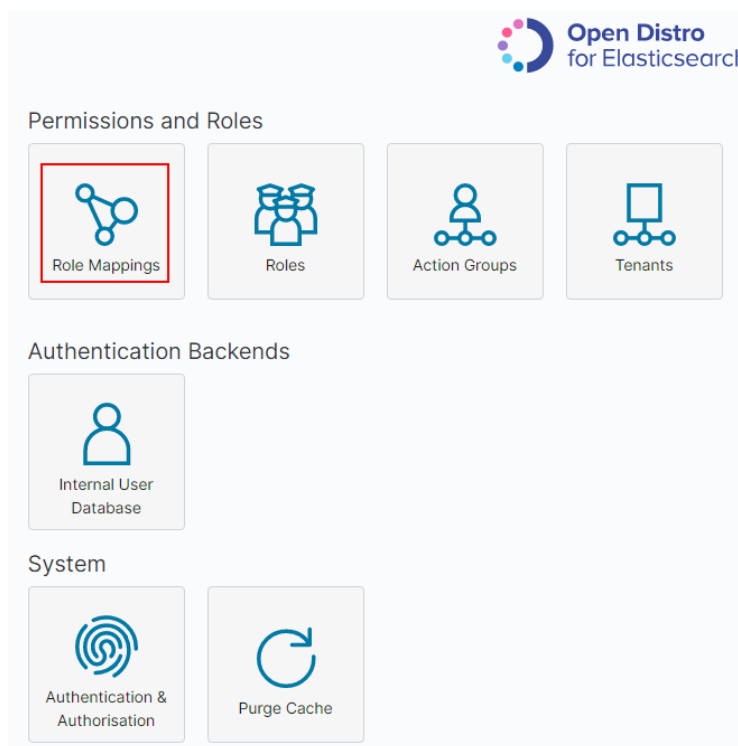 Open Distro
for Elasticsearch
Permissions and Roles
Role Mappings
Roles
Action Groups
Tenants
Authentication Backends
Internal User
Database
System
Authentication &
Authorisation
Purge Cache